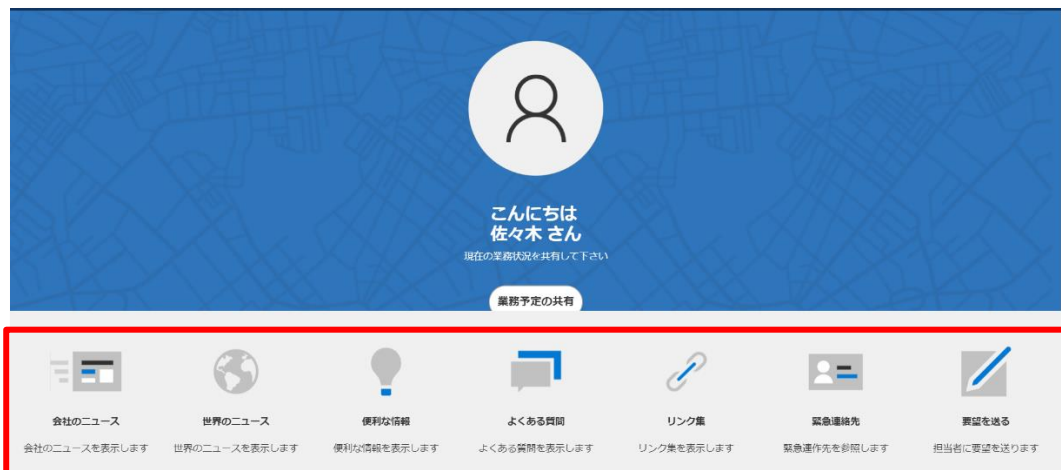 こんにちは
佐々木 さん
現在の業務状況を共有して下さい
業務予定の共有
会社のニュース
会社のニュースを表示します
世界のニュース
世界のニュースを表示します
便利な情報
便利な情報を表示します
よくある質問
よくある質問を表示します
リンク集
リンク集を表示します
緊急連絡先
緊急連作先を参照します
要望を送る
担当者に要望を送ります